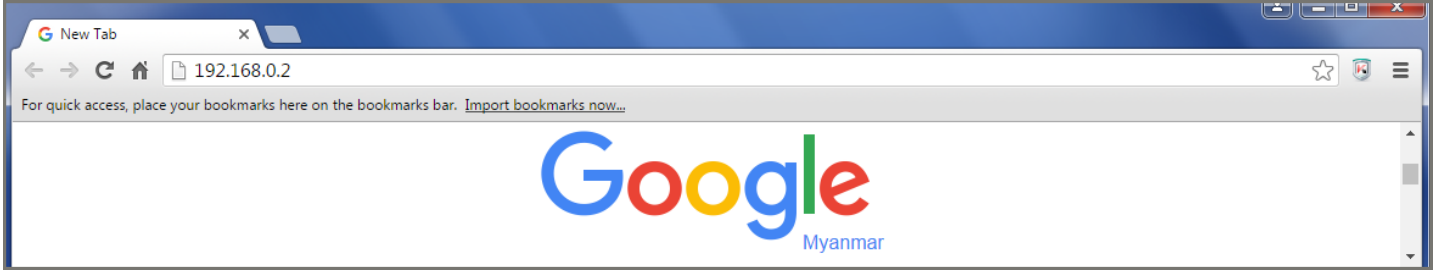 New Tab
192.168.0.2
For quick access, place your bookmarks here on the bookmarks bar. Import bookmarks now...
Google
Myanmar